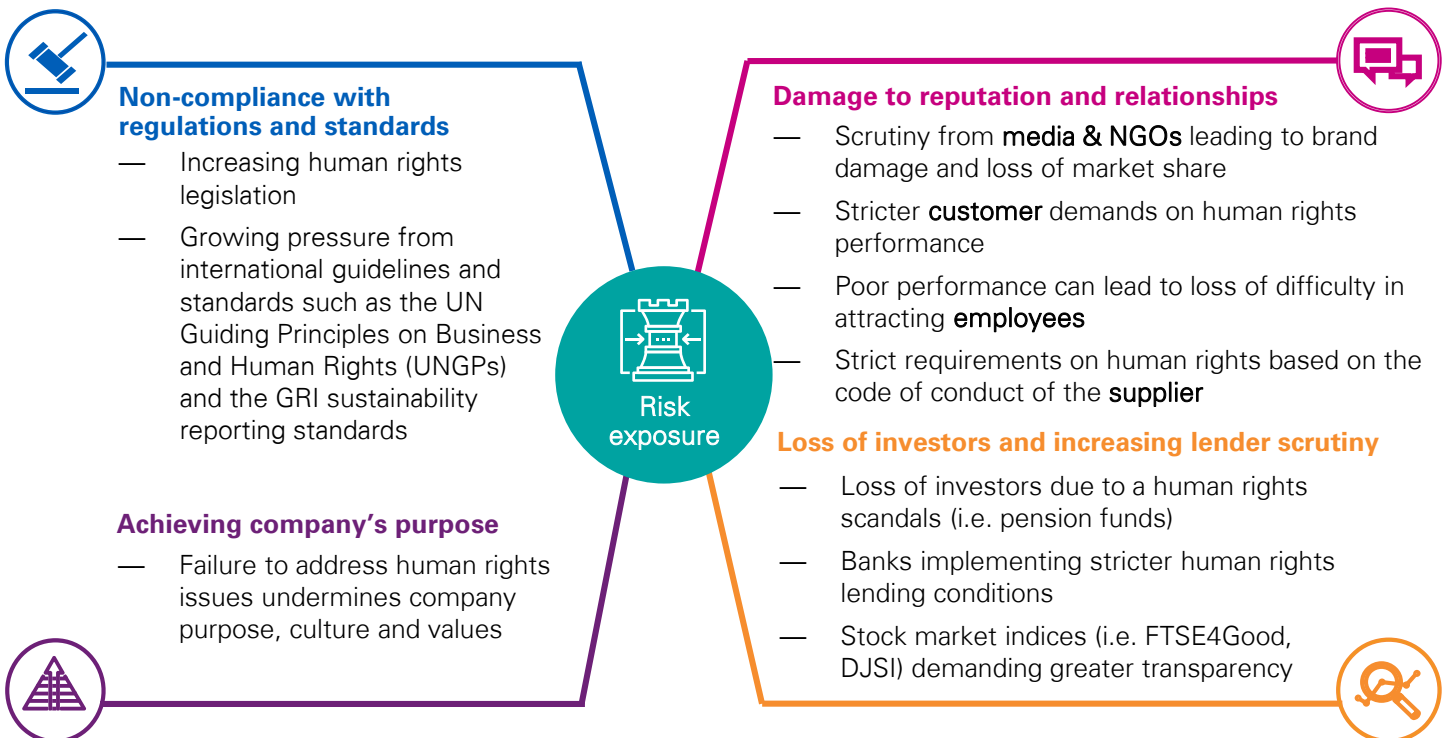 Non-compliance with
regulations and standards
— Increasing human rights
legislation
— Growing pressure from
international guidelines and
standards such as the UN
Guiding Principles on Business
and Human Rights (UNGPs)
and the GRI sustainability
reporting standards
Achieving company's purpose
— Failure to address human rights
issues undermines company
purpose, culture and values
Risk
exposure
Damage to reputation and relationships
— Scrutiny from media & NGOs leading to brand
damage and loss of market share
— Stricter customer demands on human rights
performance
— Poor performance can lead to loss of difficulty in
attracting employees
— Strict requirements on human rights based on the
code of conduct of the supplier
Loss of investors and increasing lender scrutiny
— Loss of investors due to a human rights
scandals (i.e. pension funds)
— Banks implementing stricter human rights
lending conditions
— Stock market indices (i.e. FTSE4Good,
DJSI) demanding greater transparency